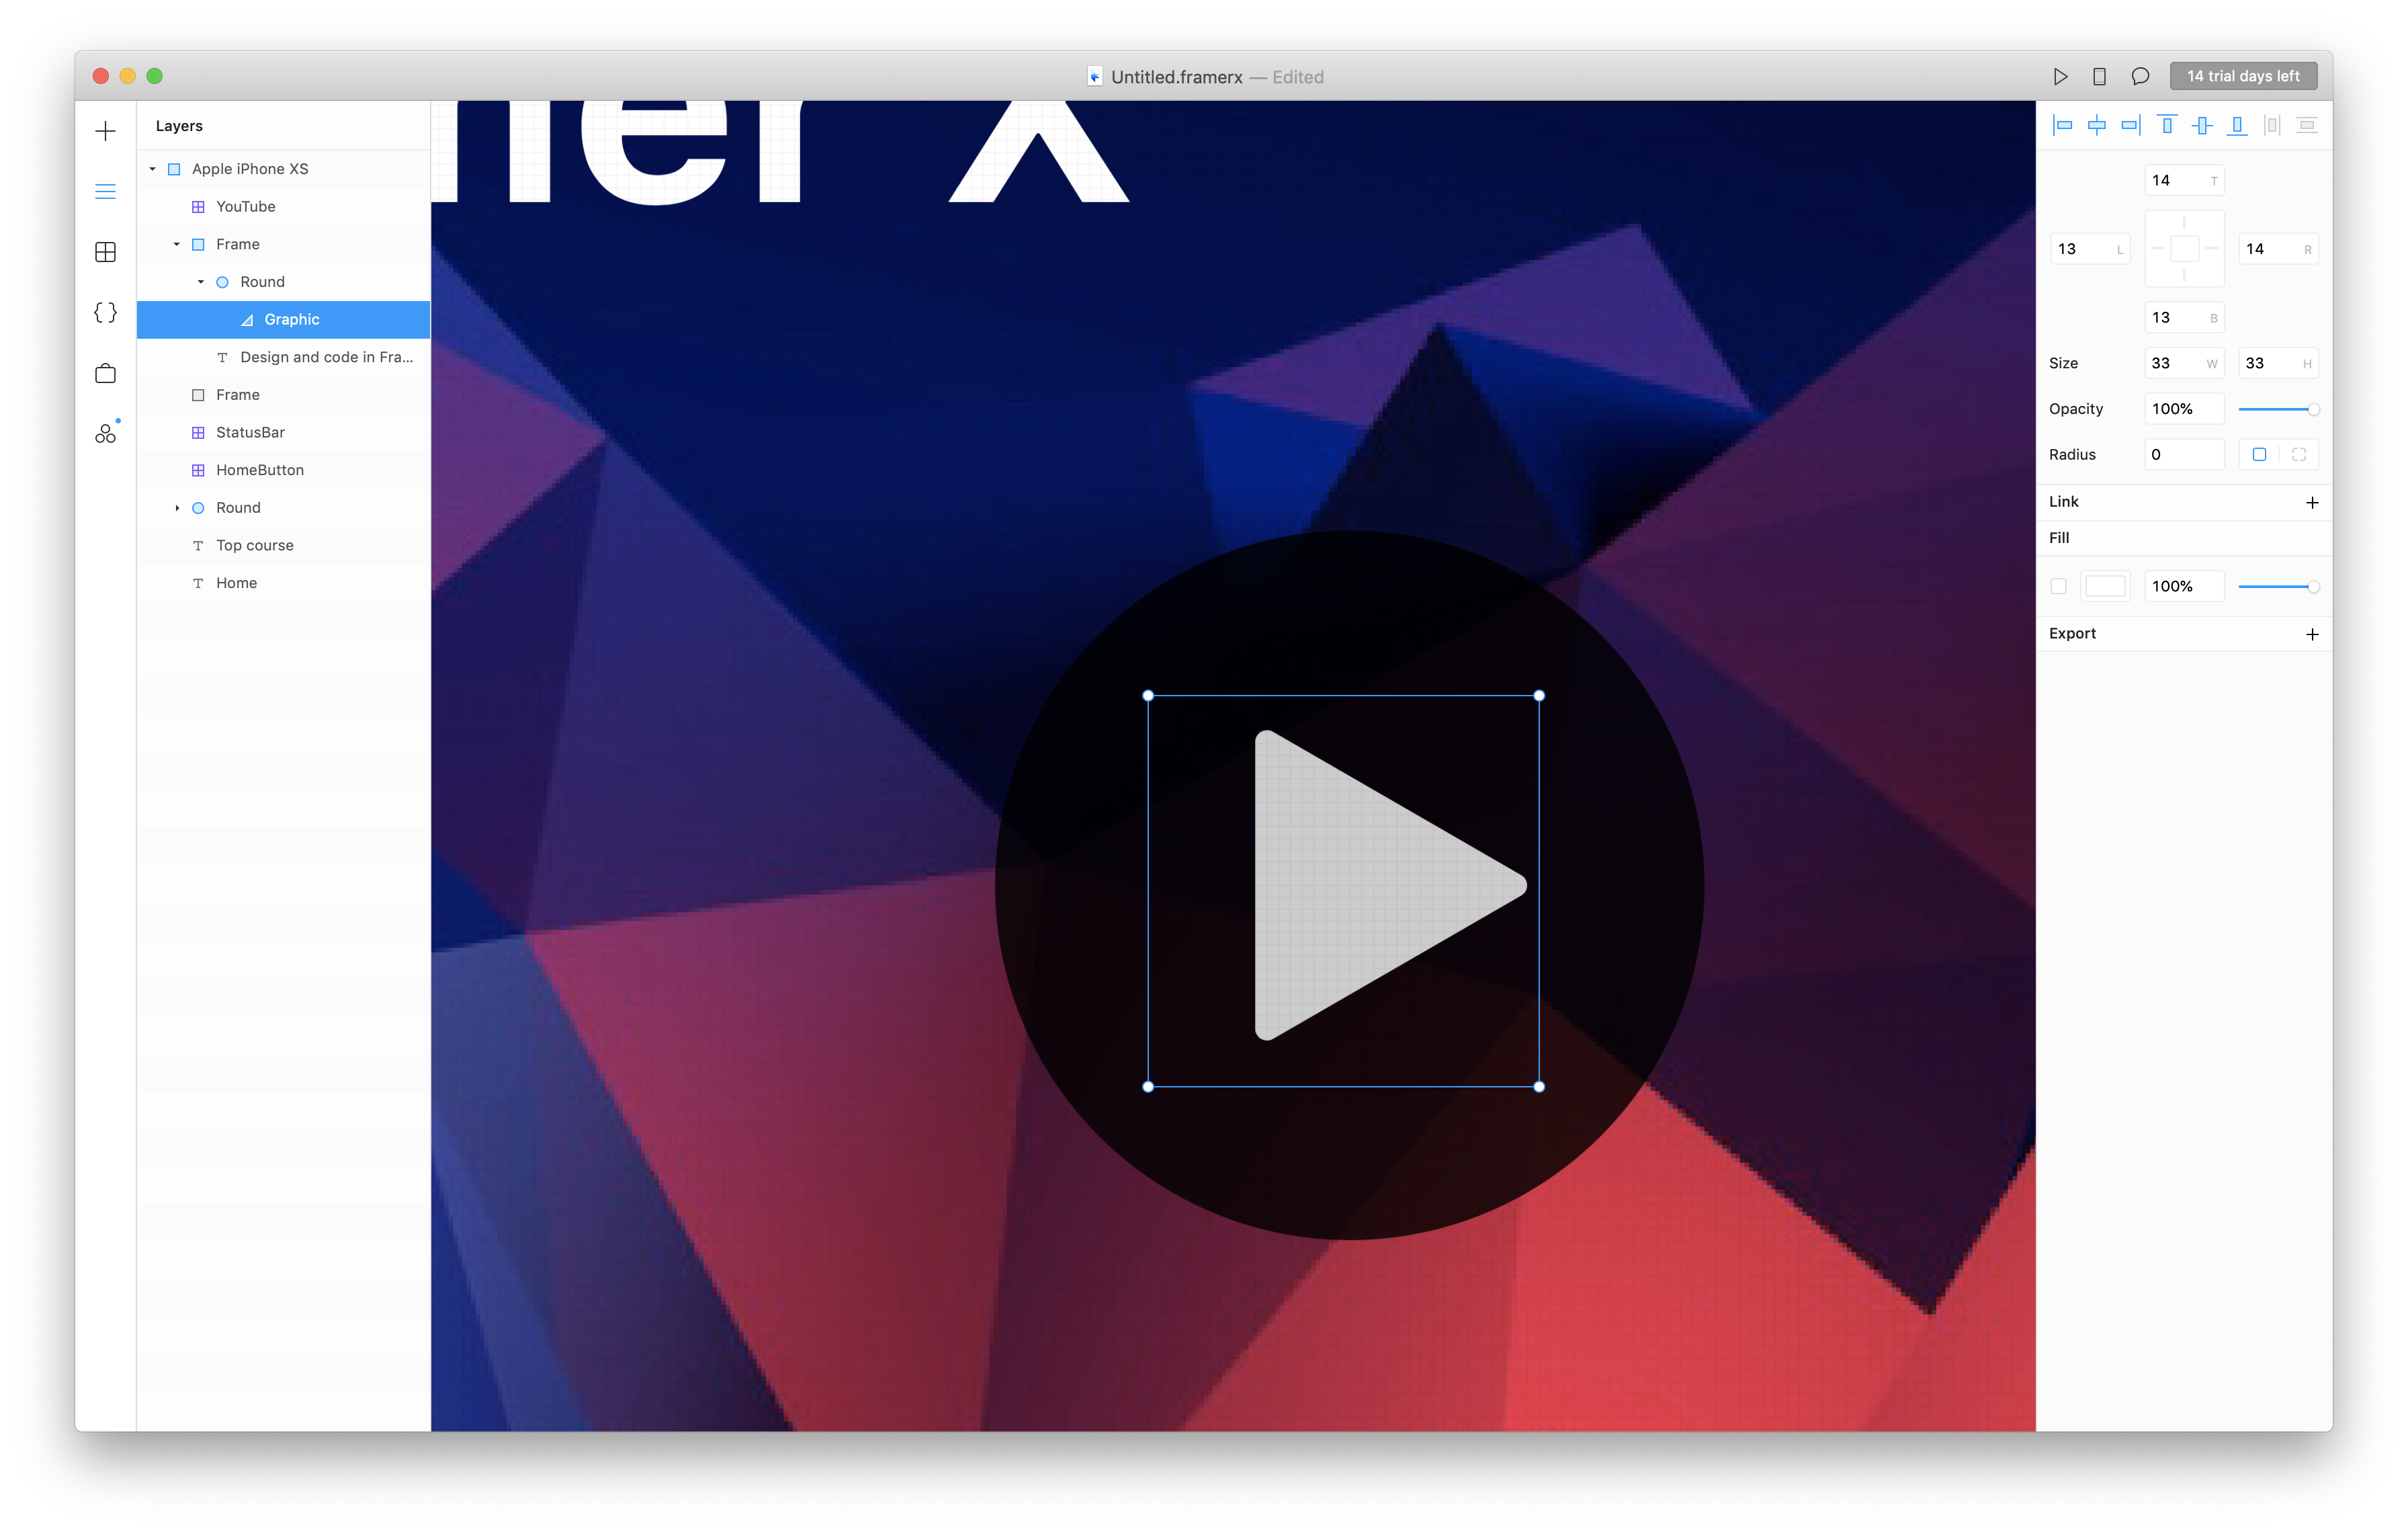 Untitled.framerx — Edited
14 trial days left
Layers
Apple iPhone XS
YouTube
Frame
Round
Graphic
Design and code in Fra...
Frame
StatusBar
HomeButton
Round
Top course
Home
ner X
14 T
13 L
14 R
13 B
Size 33 W 33 H
Opacity 100%
Radius 0
Link
Fill
100%
Export